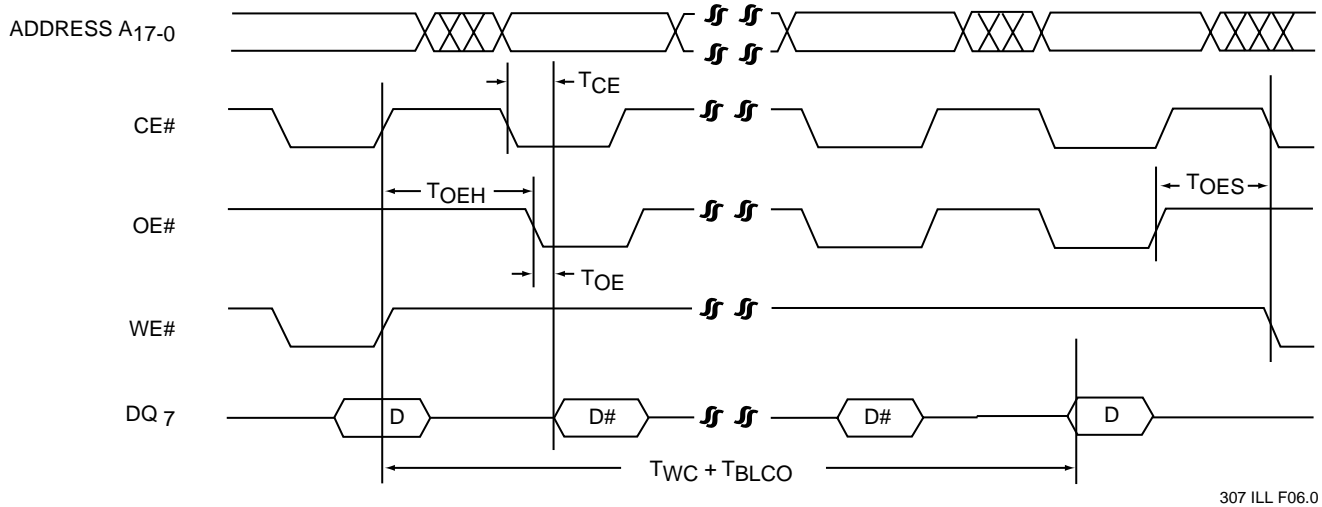 ADDRESS A17-0
TCE
CE#
TOEH
TOES
OE#
TOE
WE#
DQ 7
D
D#
D#
D
TWC + TBLCO
307 ILL F06.0